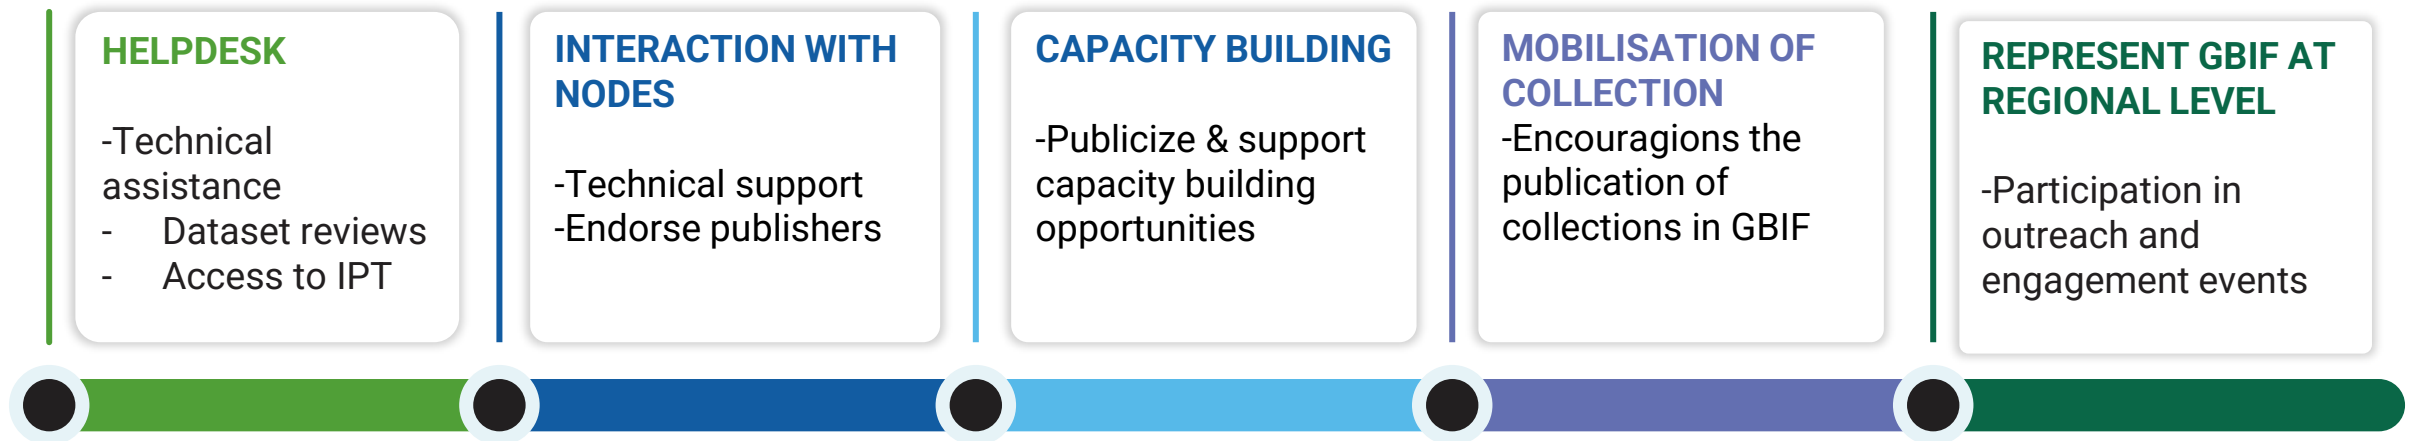 HELPDESK
-Technical
assistance
- Dataset reviews
- Access to IPT
INTERACTION WITH
NODES
-Technical support
-Endorse publishers
CAPACITY BUILDING
-Publicize & support
capacity building
opportunities
MOBILISATION OF
COLLECTION
-Encouragions the
publication of
collections in GBIF
REPRESENT GBIF AT
REGIONAL LEVEL
-Participation in
outreach and
engagement events